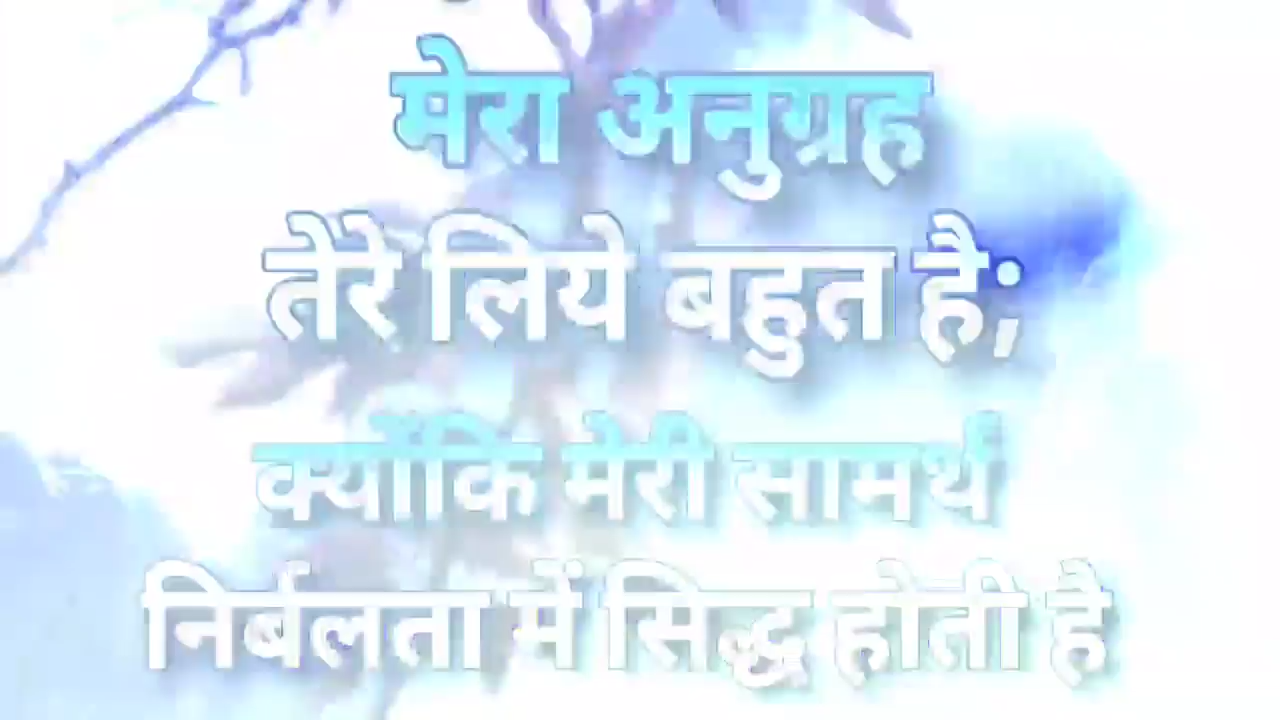 मेरा अनुग्रह
तेरे लिये बहुत है;
क्योंकि मेरी सामर्थ
निर्बलता में सिद्ध होती है